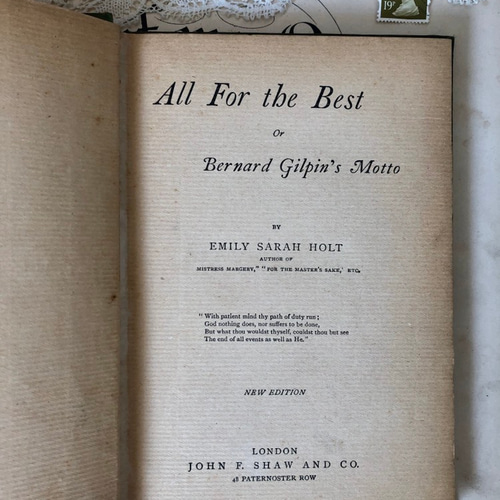 19P
All For the Best
Or
Bernard Gilpin's Motto
BY
EMILY SARAH HOLT
AUTHOR OF
MISTRESS MARGERY," "FOR THE MASTER'S SAKE,' ETC.
"With patient mind thy path of duty run;
God nothing does, nor suffers to be done,
But what thou wouldst thyself, couldst thou but see
The end of all events as well as He."
NEW EDITION
LONDON
JOHN F. SHAW AND CO.
48 PATERNOSTER ROW